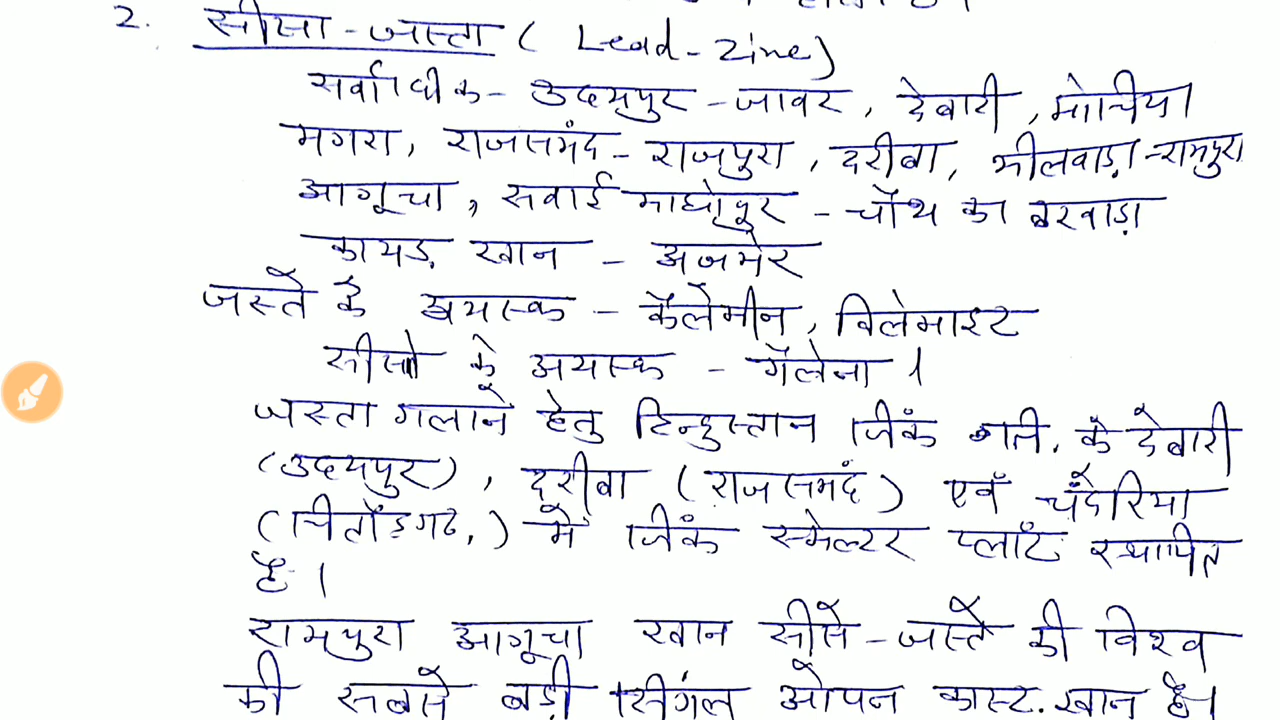 2. सीसा - जस्ता ( Lead - Zinc)
सर्वाधिक - उदयपुर - जावर, देबारी, मोचिया
मगरा, राजसमंद - राजपुरा, दरीबा, भीलवाड़ा - रामपुरा
आगूचा, सवाई माधोपुर - चौथ का बरवाड़ा
कायड़ खान - अजमेर
जस्ते के अयस्क - कैलेमीन, विलेमाइट
सीसे के अयस्क - गैलेना ।
जस्ता गलाने हेतु हिन्दुस्तान जिंक लि. के देबारी
(उदयपुर), दरीबा (राजसमंद) एवं चंदेरिया
(चितौड़गढ़) में जिंक स्मेल्टर प्लांट स्थापित
है ।
रामपुरा आगूचा खान सीसे - जस्ते की विश्व
की सबसे बड़ी सिंगल ओपन कास्ट खान है।